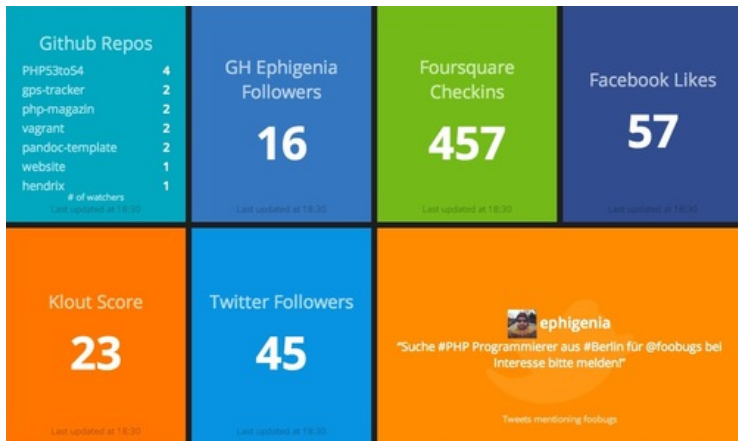 Github Repos
PHP53to54 4
gps-tracker 2
php-magazin 2
vagrant 2
pandoc-template 2
website 1
hendrix 1
# of watchers
Last updated at 18:30
GH Ephigenia
Followers
16
Last updated at 18:30
Foursquare
Checkins
457
Last updated at 18:30
Facebook Likes
57
Last updated at 18:30
Klout Score
23
Last updated at 18:30
Twitter Followers
45
Last updated at 18:30
ephigenia
“Suche #PHP Programmierer aus #Berlin für @foobugs bei
Interesse bitte melden!”
Tweets mentioning foobugs